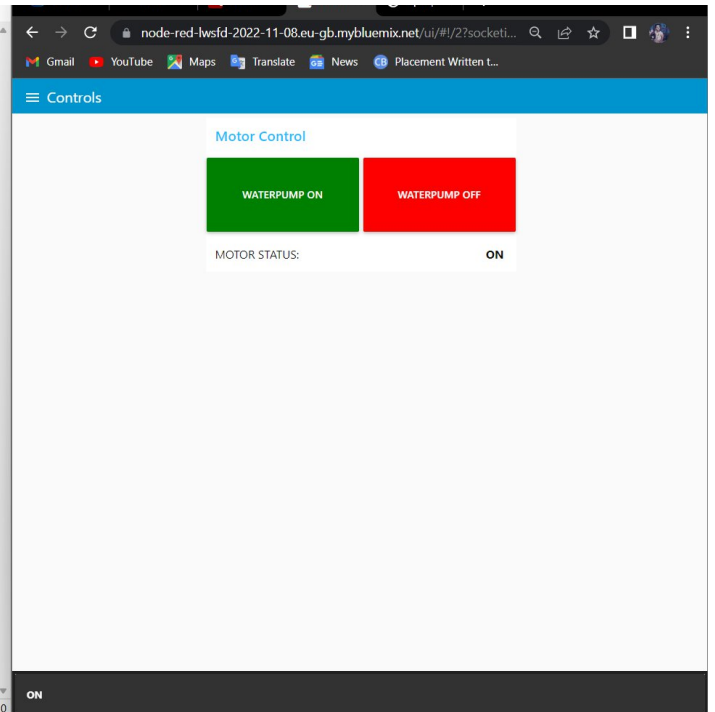 node-red-lwsfd-2022-11-08.eu-gb.mybluemix.net/ui/#!/2?socketi...
Gmail YouTube Maps Translate News Placement Written t...
Controls
Motor Control
WATERPUMP ON WATERPUMP OFF
MOTOR STATUS: ON
ON